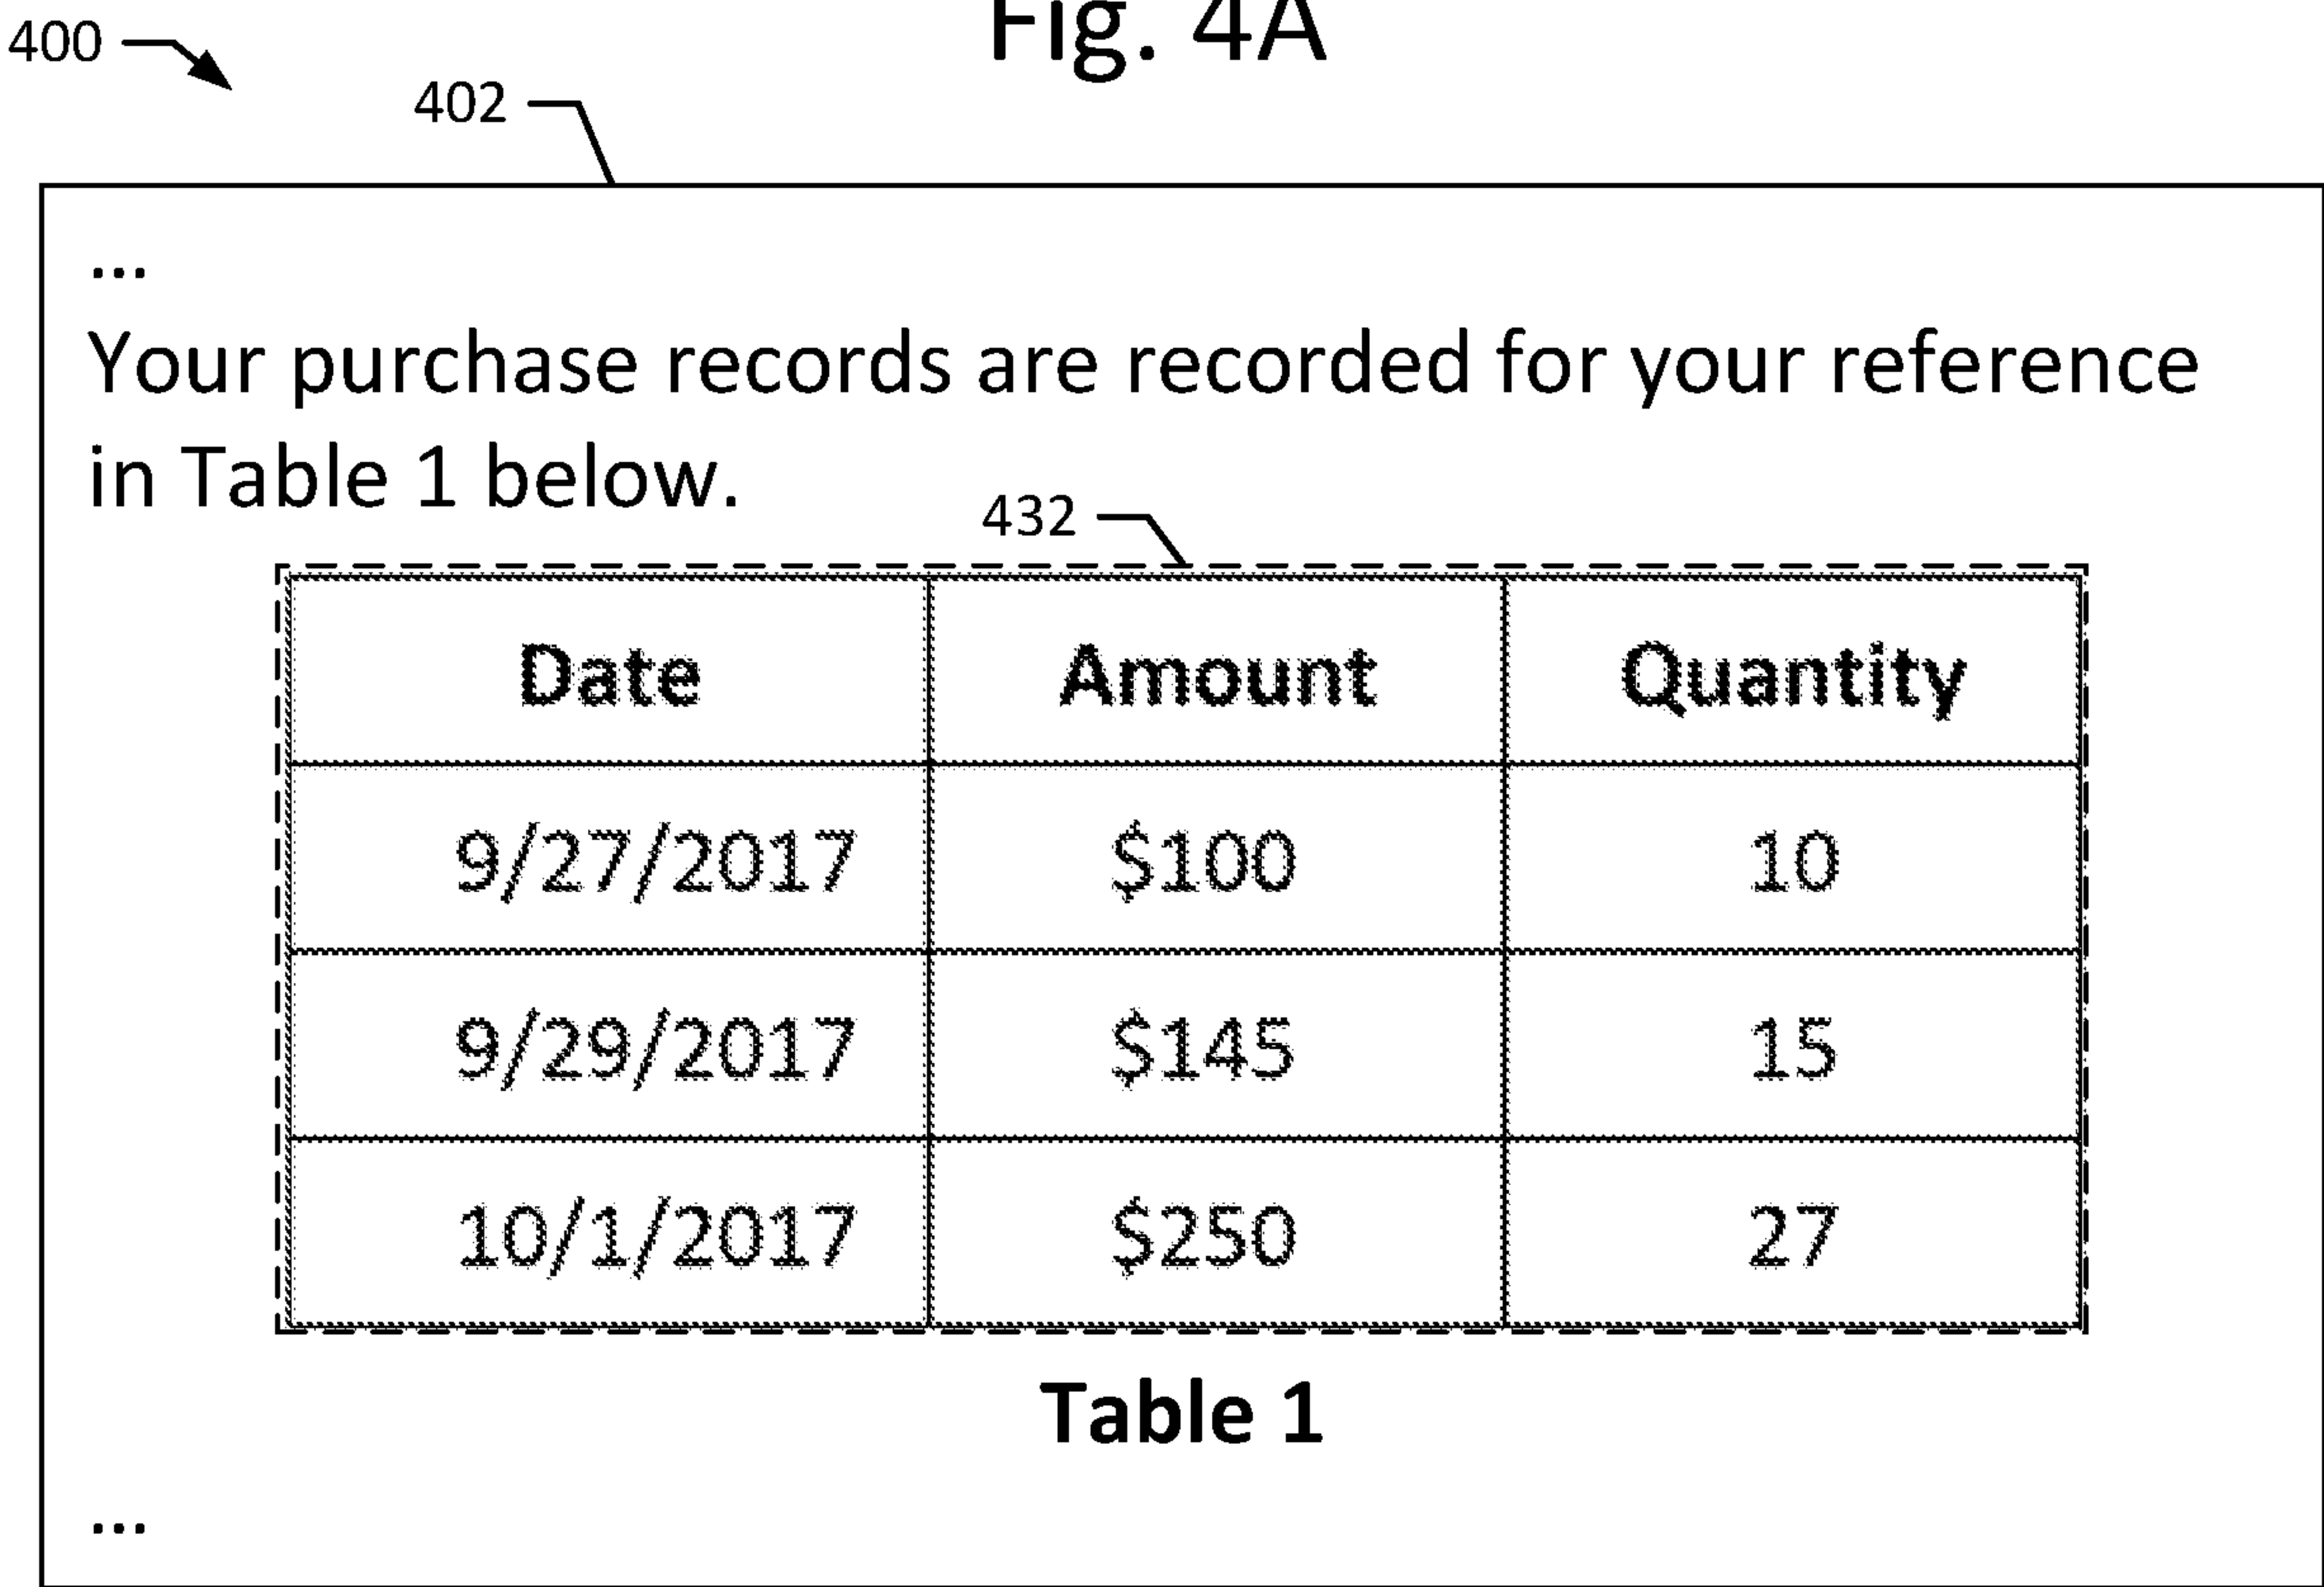 Fig. 4A
400
402
...
Your purchase records are recorded for your reference
in Table 1 below.
432
Date Amount Quantity
9/27/2017 $100 10
9/29/2017 $145 15
10/1/2017 $250 27
Table 1
...